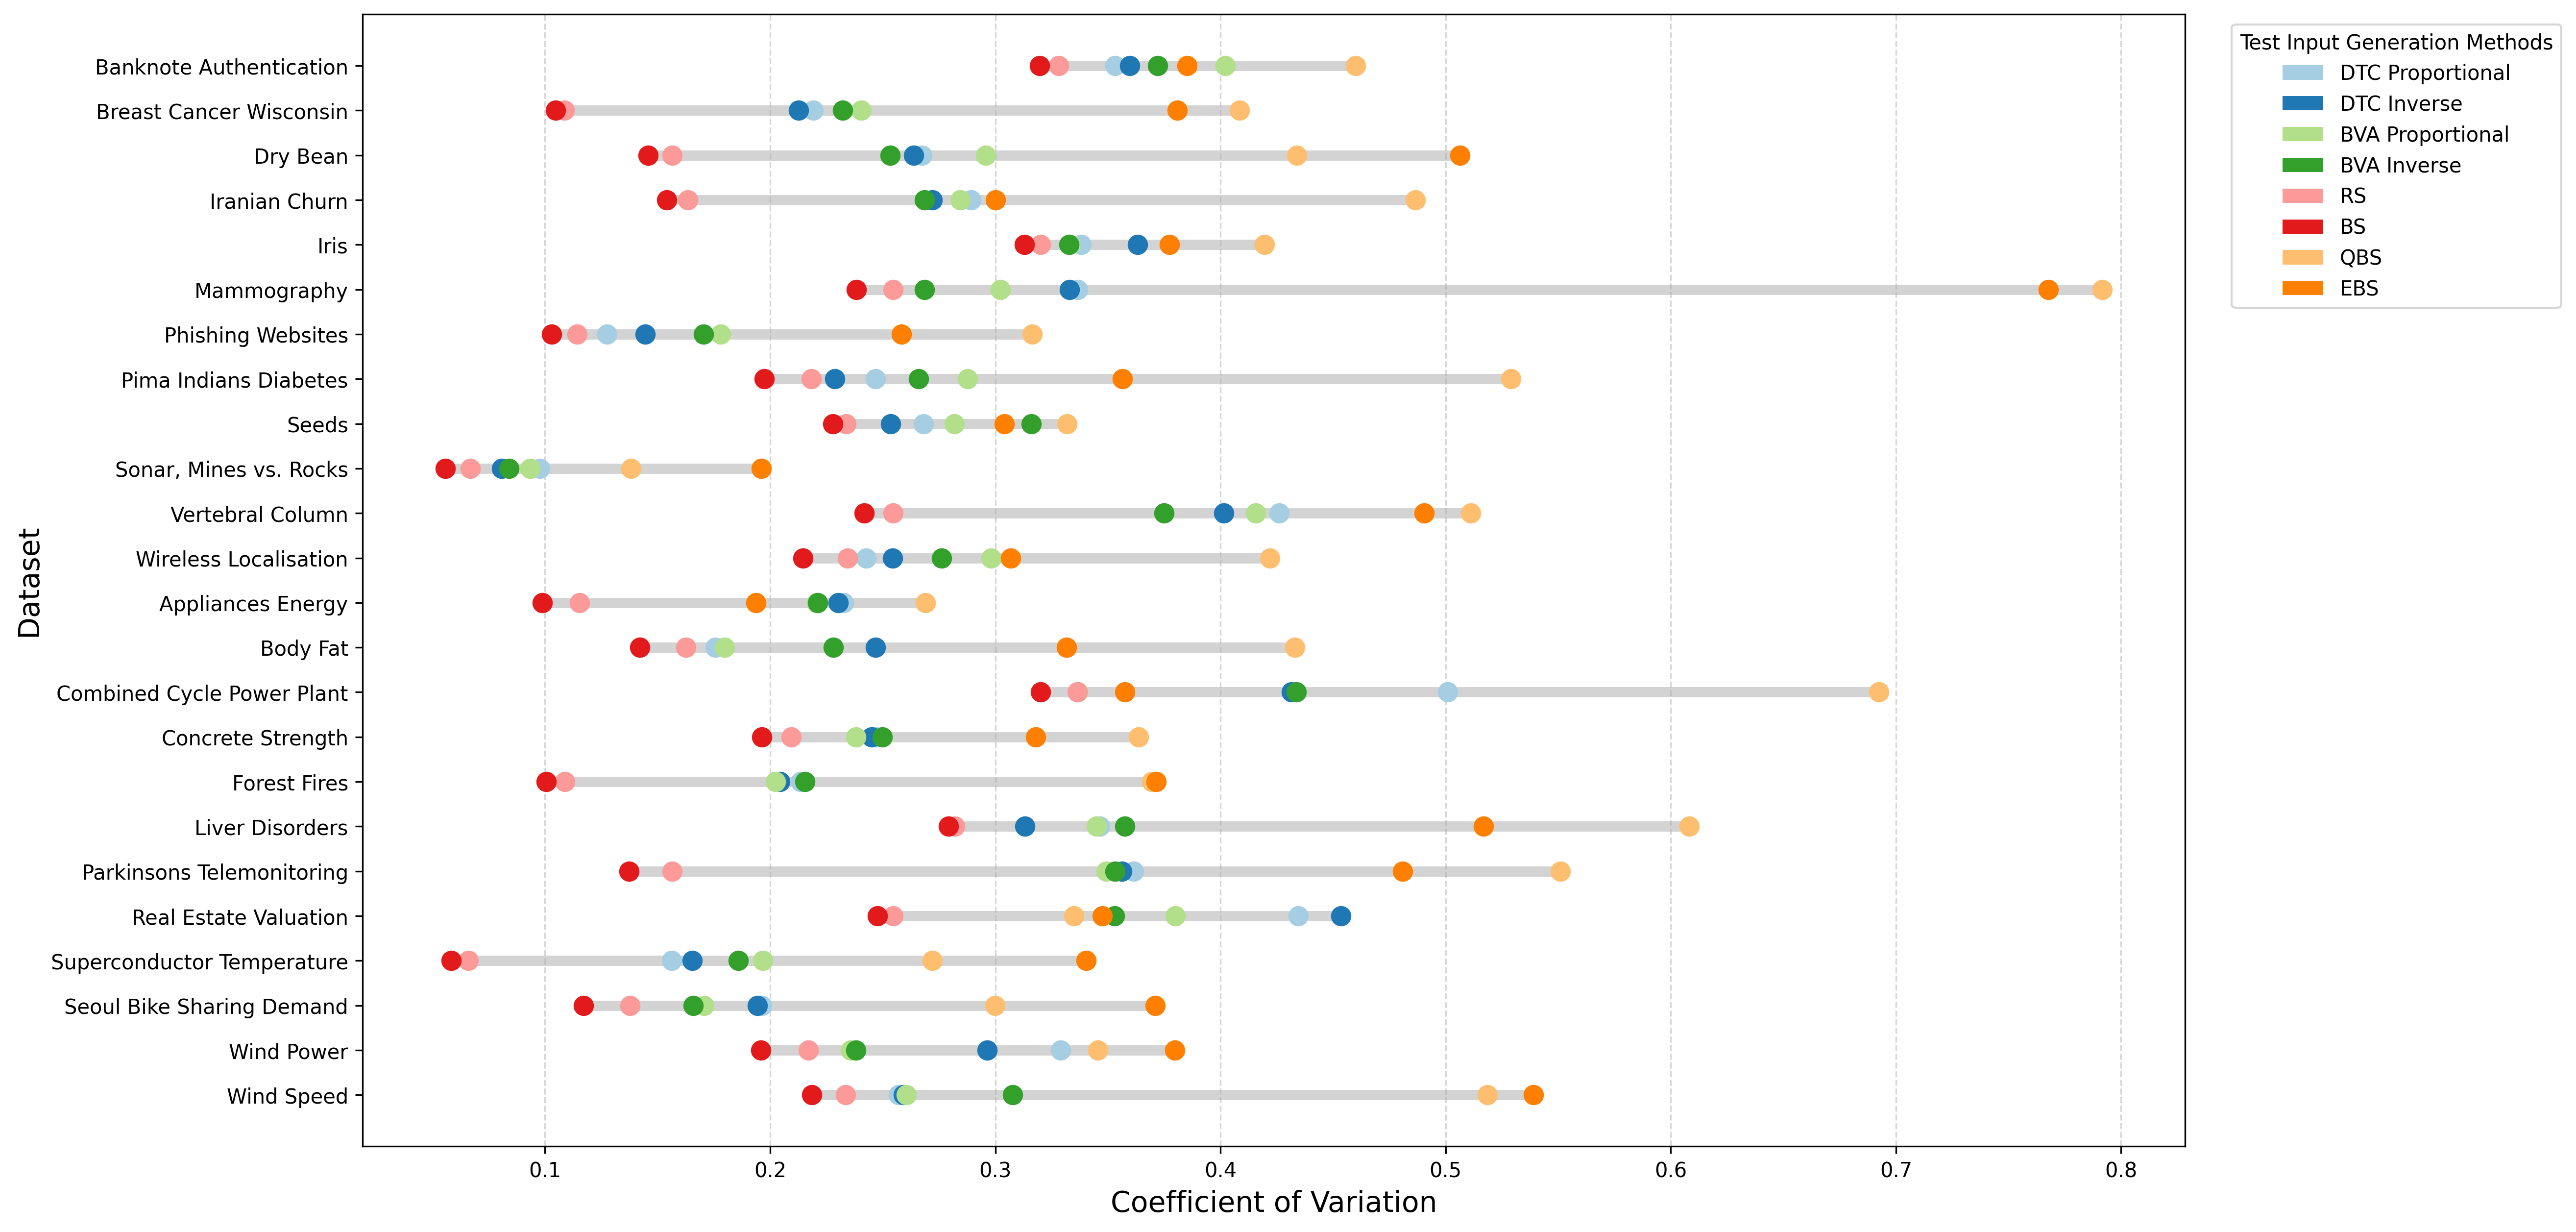 Test Input Generation Methods
DTC Proportional
DTC Inverse
BVA Proportional
BVA Inverse
RS
BS
QBS
EBS
Dataset
Banknote Authentication
Breast Cancer Wisconsin
Dry Bean
Iranian Churn
Iris
Mammography
Phishing Websites
Pima Indians Diabetes
Seeds
Sonar, Mines vs. Rocks
Vertebral Column
Wireless Localisation
Appliances Energy
Body Fat
Combined Cycle Power Plant
Concrete Strength
Forest Fires
Liver Disorders
Parkinsons Telemonitoring
Real Estate Valuation
Superconductor Temperature
Seoul Bike Sharing Demand
Wind Power
Wind Speed
0.1 0.2 0.3 0.4 0.5 0.6 0.7 0.8
Coefficient of Variation